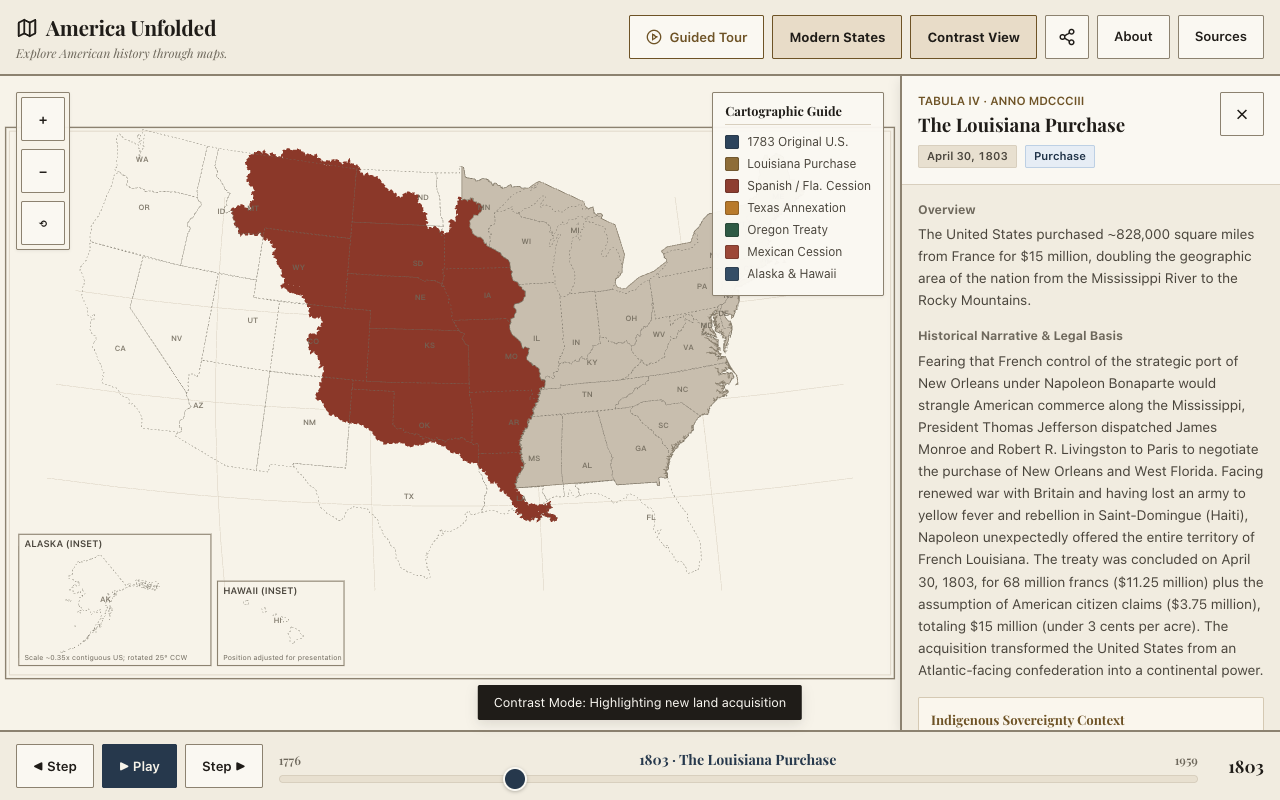 America Unfolded
Explore American history through maps.
Guided Tour
Modern States
Contrast View
About
Sources
+
−
⟲
Cartographic Guide
1783 Original U.S.
Louisiana Purchase
Spanish / Fla. Cession
Texas Annexation
Oregon Treaty
Mexican Cession
Alaska & Hawaii
WA
OR
ID
MT
ND
MN
WI
MI
PA
WY
SD
NE
IA
OH
IL
IN
WV
MD
DE
VA
KY
CA
NV
UT
CO
KS
MO
AZ
NM
OK
AR
TN
NC
SC
MS
AL
GA
TX
FL
ALASKA (INSET)
AK
Scale ~0.35x contiguous US; rotated 25° CCW
HAWAII (INSET)
HI
Position adjusted for presentation
Contrast Mode: Highlighting new land acquisition
TABULA IV · ANNO MDCCCIII
The Louisiana Purchase
✕
April 30, 1803
Purchase
Overview
The United States purchased ~828,000 square miles
from France for $15 million, doubling the geographic
area of the nation from the Mississippi River to the
Rocky Mountains.
Historical Narrative & Legal Basis
Fearing that French control of the strategic port of
New Orleans under Napoleon Bonaparte would
strangle American commerce along the Mississippi,
President Thomas Jefferson dispatched James
Monroe and Robert R. Livingston to Paris to negotiate
the purchase of New Orleans and West Florida. Facing
renewed war with Britain and having lost an army to
yellow fever and rebellion in Saint-Domingue (Haiti),
Napoleon unexpectedly offered the entire territory of
French Louisiana. The treaty was concluded on April
30, 1803, for 68 million francs ($11.25 million) plus the
assumption of American citizen claims ($3.75 million),
totaling $15 million (under 3 cents per acre). The
acquisition transformed the United States from an
Atlantic-facing confederation into a continental power.
Indigenous Sovereignty Context
◀ Step
▶ Play
Step ▶
1776
1803 · The Louisiana Purchase
1959
1803